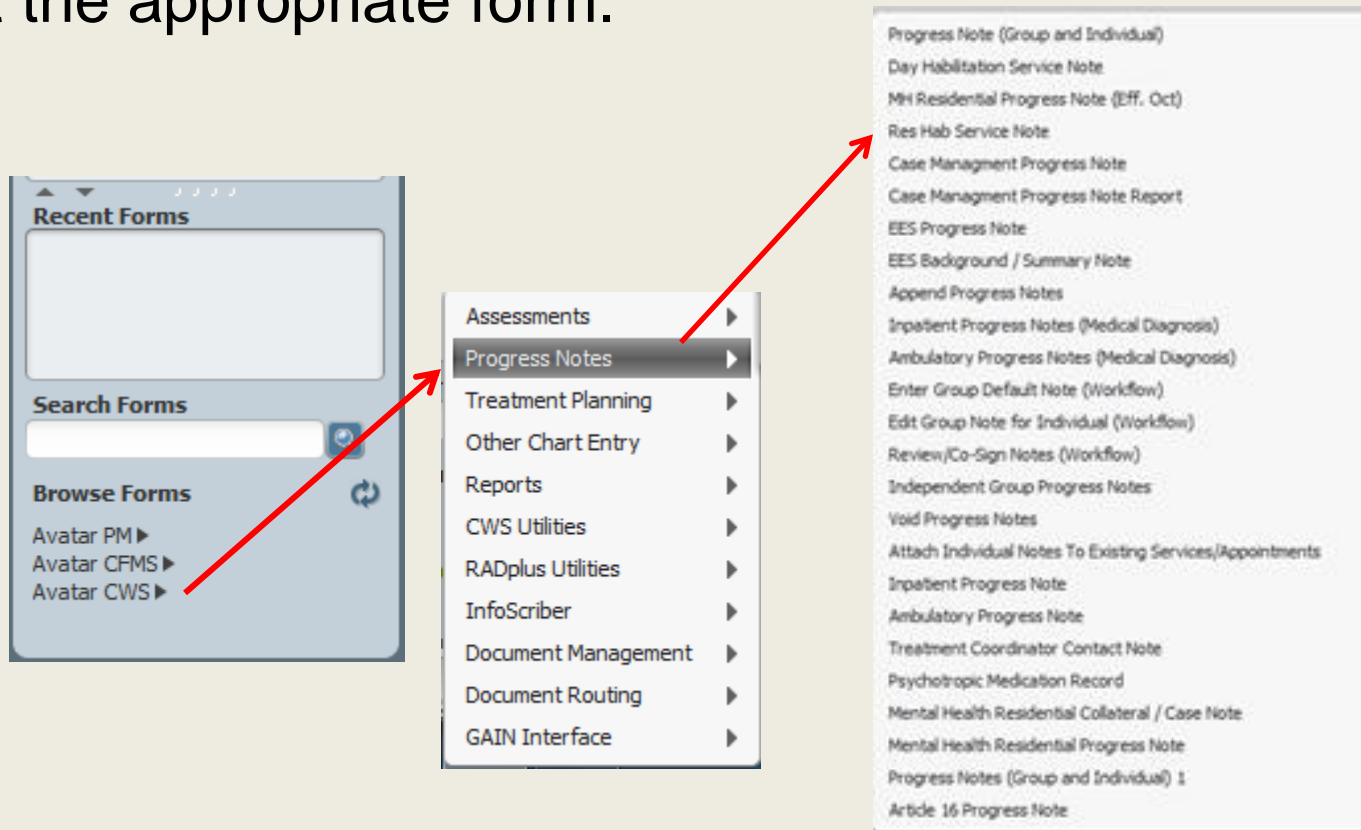 the appropriate form.
Recent Forms
Search Forms
Browse Forms
Avatar PM
Avatar CFMS
Avatar CWS
Assessments
Progress Notes
Treatment Planning
Other Chart Entry
Reports
CWS Utilities
RADplus Utilities
InfoScriber
Document Management
Document Routing
GAIN Interface
Progress Note (Group and Individual)
Day Habilitation Service Note
MH Residential Progress Note (Eff. Oct)
Res Hab Service Note
Case Managment Progress Note
Case Managment Progress Note Report
EES Progress Note
EES Background / Summary Note
Append Progress Notes
Inpatient Progress Notes (Medical Diagnosis)
Ambulatory Progress Notes (Medical Diagnosis)
Enter Group Default Note (Workflow)
Edit Group Note for Individual (Workflow)
Review/Co-Sign Notes (Workflow)
Independent Group Progress Notes
Void Progress Notes
Attach Individual Notes To Existing Services/Appointments
Inpatient Progress Note
Ambulatory Progress Note
Treatment Coordinator Contact Note
Psychotropic Medication Record
Mental Health Residential Collateral / Case Note
Mental Health Residential Progress Note
Progress Notes (Group and Individual) 1
Article 16 Progress Note